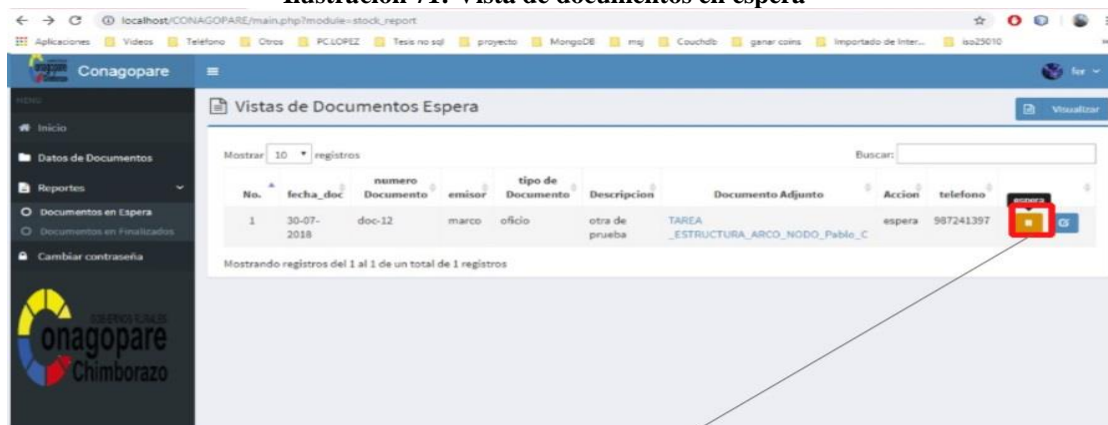 Ilustración 71: Vista de documentos en espera
localhost/CONAGOPARE/main.php?module=stock_report
Aplicaciones Videos Telefono Otros PC.LOPEZ Tesis no sql proyecto MongoDB msj Couchdb ganar coins Importado de Inter... iso25010
Conagopare
fer
MENU
Vistas de Documentos Espera
Visualizar
Inicio
Datos de Documentos
Reportes
Documentos en Espera
Documentos en Finalizados
Cambiar contraseña
Mostrar 10 registros
Buscar:
No. fecha_doc numero Documento emisor tipo de Documento Descripcion Documento Adjunto Accion telefono
espera
1 30-07-2018 doc-12 marco oficio otra de prueba TAREA _ESTRUCTURA_ARCO_NODO_Pablo_C espera 987241397
Mostrando registros del 1 al 1 de un total de 1 registros
GOBIERNOS RURALES
onagopare
Chimborazo